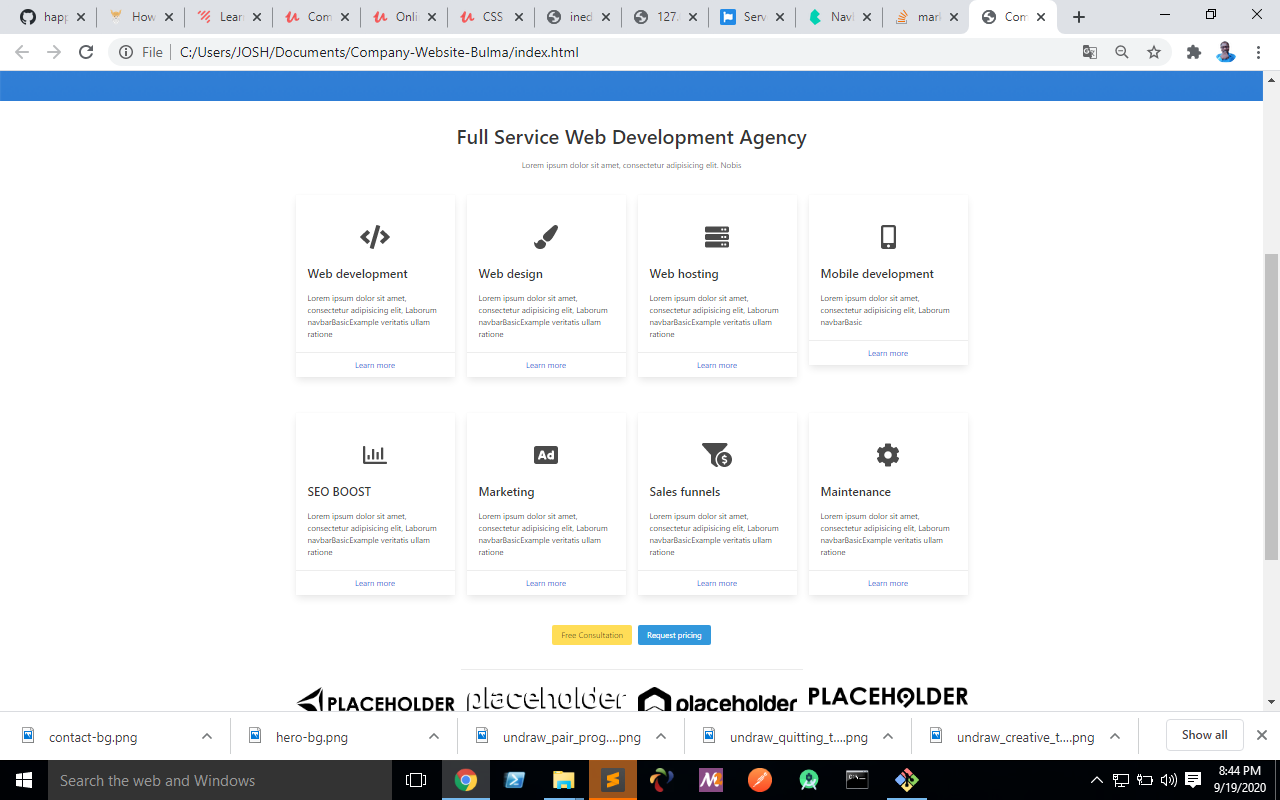 happ
How
Lear
Com
Onli
CSS
ined
127.
Serv
Navl
marl
Com
File
C:/Users/JOSH/Documents/Company-Website-Bulma/index.html
Full Service Web Development Agency
Lorem ipsum dolor sit amet, consectetur adipisicing elit. Nobis
Web development
Lorem ipsum dolor sit amet,
consectetur adipisicing elit, Laborum
navbarBasicExample veritatis ullam
ratione
Learn more
Web design
Lorem ipsum dolor sit amet,
consectetur adipisicing elit, Laborum
navbarBasicExample veritatis ullam
ratione
Learn more
Web hosting
Lorem ipsum dolor sit amet,
consectetur adipisicing elit, Laborum
navbarBasicExample veritatis ullam
ratione
Learn more
Mobile development
Lorem ipsum dolor sit amet,
consectetur adipisicing elit, Laborum
navbarBasic
Learn more
SEO BOOST
Lorem ipsum dolor sit amet,
consectetur adipisicing elit, Laborum
navbarBasicExample veritatis ullam
ratione
Learn more
Ad
Marketing
Lorem ipsum dolor sit amet,
consectetur adipisicing elit, Laborum
navbarBasicExample veritatis ullam
ratione
Learn more
Sales funnels
Lorem ipsum dolor sit amet,
consectetur adipisicing elit, Laborum
navbarBasicExample veritatis ullam
ratione
Learn more
Maintenance
Lorem ipsum dolor sit amet,
consectetur adipisicing elit, Laborum
navbarBasicExample veritatis ullam
ratione
Learn more
Free Consultation
Request pricing
PLACEHOLDER
placeholder
placeholder
PLACEHOLDER
contact-bg.png
hero-bg.png
undraw_pair_prog....png
undraw_quitting_t....png
undraw_creative_t....png
Show all
Search the web and Windows
8:44 PM
9/19/2020